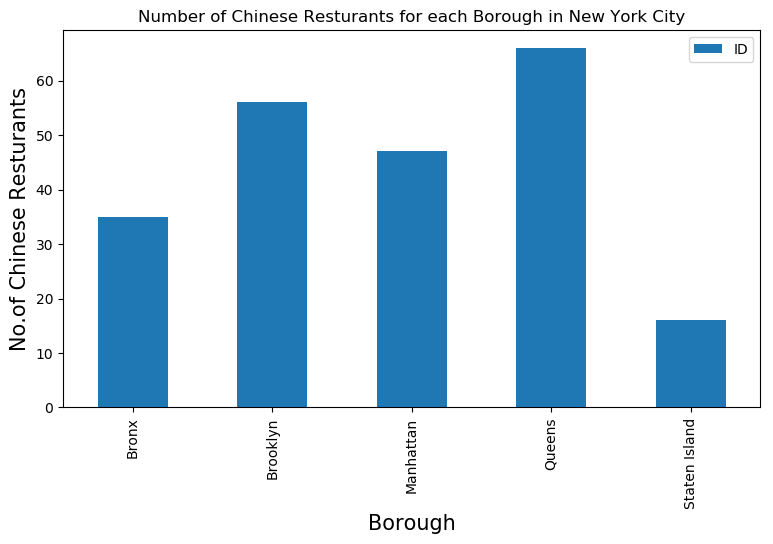 Number of Chinese Resturants for each Borough in New York City
ID
No.of Chinese Resturants
60
50
40
30
20
10
0
Bronx
Brooklyn
Manhattan
Queens
Staten Island
Borough